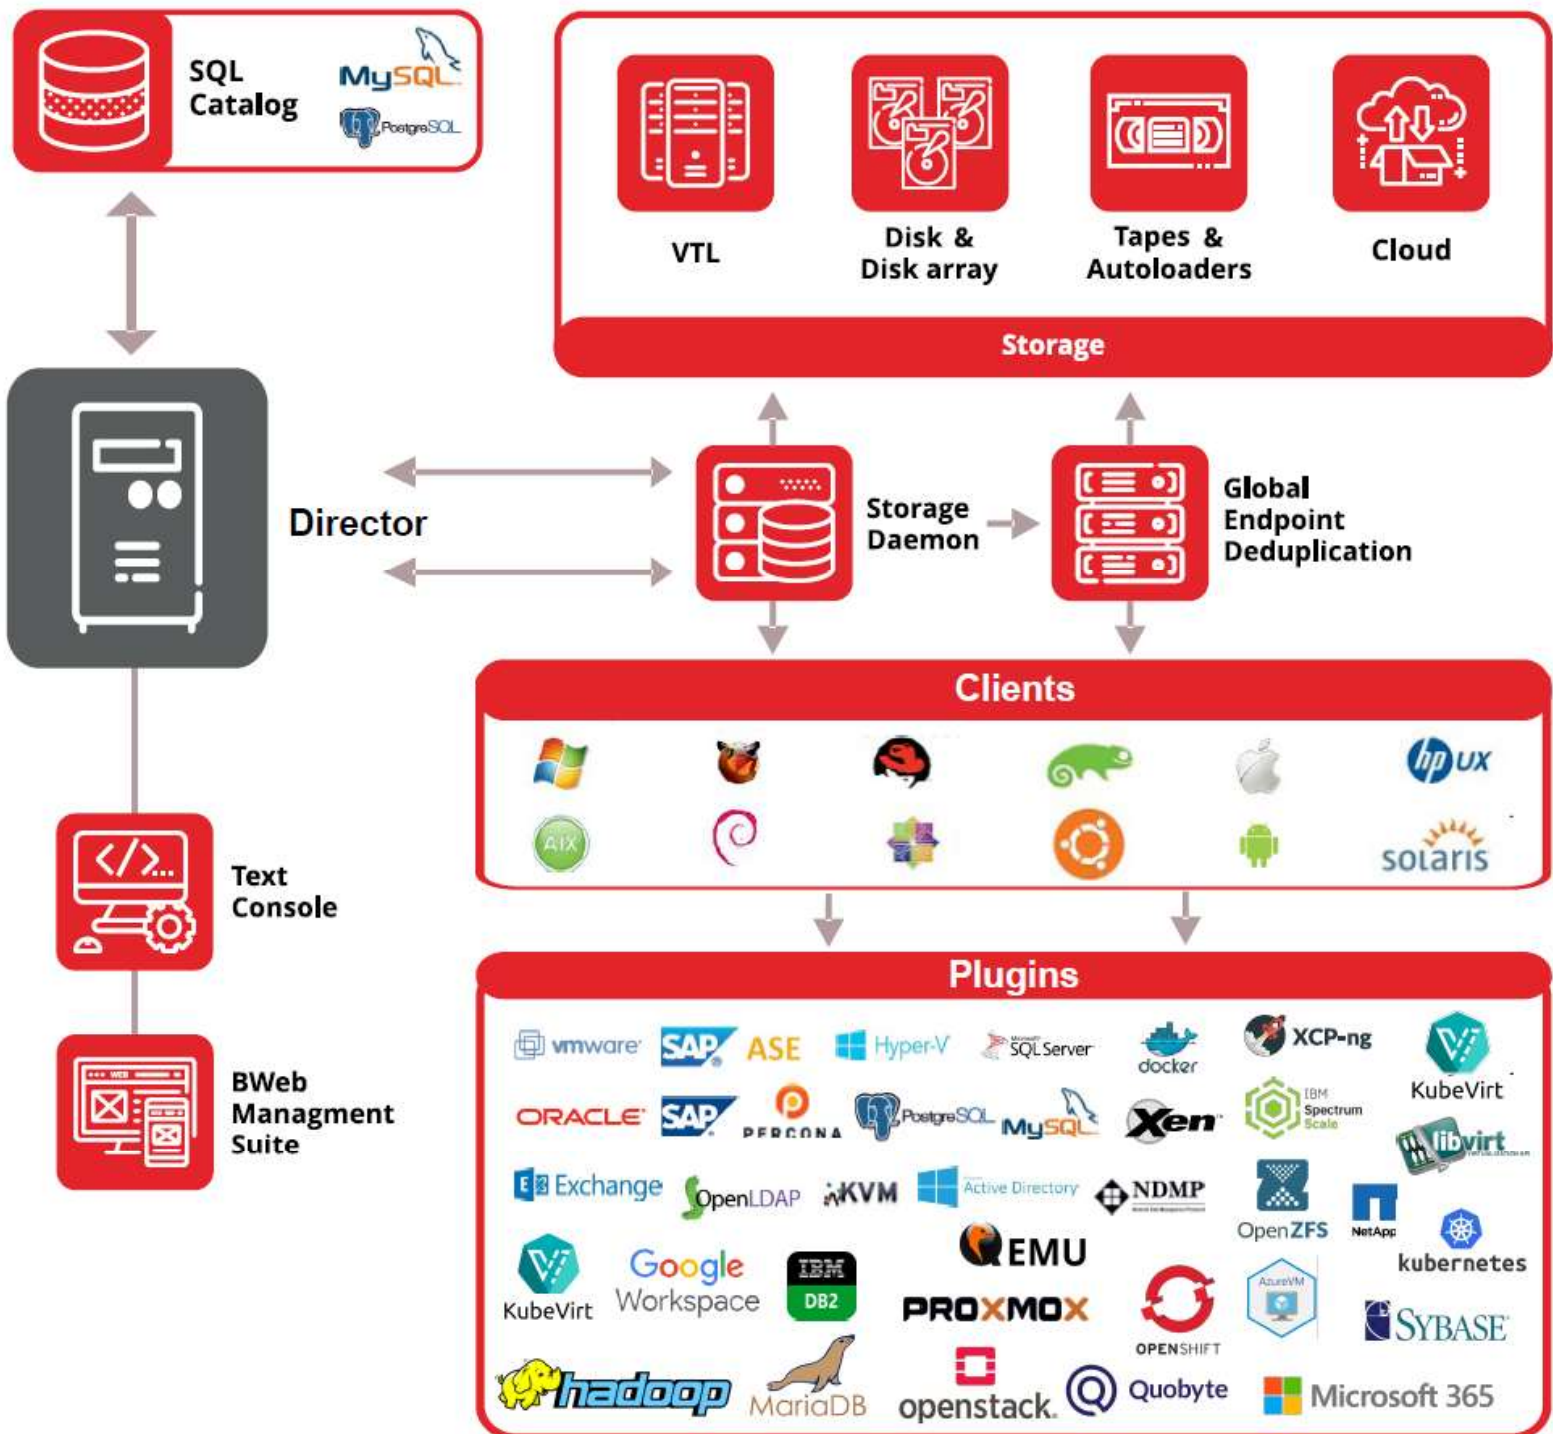 SQL
Catalog
MySQL
PostgreSQL
VTL
Disk &
Disk array
Tapes &
Autoloaders
Cloud
Storage
Director
Storage
Daemon
Global
Endpoint
Deduplication
Clients
hp UX
AIX
solaris
Text
Console
</>...
BWeb
Managment
Suite
WEB
Plugins
vmware
SAP ASE
Hyper-V
Microsoft
SQL Server
docker
XCP-ng
KubeVirt
ORACLE
SAP
PERCONA
PostgreSQL
MySQL
Xen
IBM
Spectrum
Scale
libvirt
E Exchange
OpenLDAP
KVM
Active Directory
NDMP
OpenZFS
NetApp
kubernetes
KubeVirt
Google
Workspace
IBM
DB2
QEMU
PROXMOX
OPENSHIFT
AzureVM
SYBASE
hadoop
MariaDB
openstack.
Quobyte
Microsoft 365